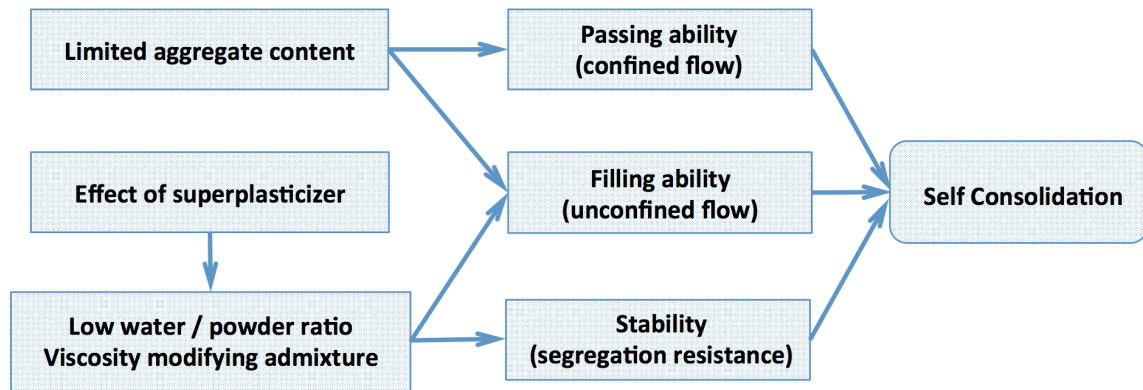 Limited aggregate content
Passing ability
(confined flow)
Effect of superplasticizer
Filling ability
(unconfined flow)
Self Consolidation
Low water / powder ratio
Viscosity modifying admixture
Stability
(segregation resistance)